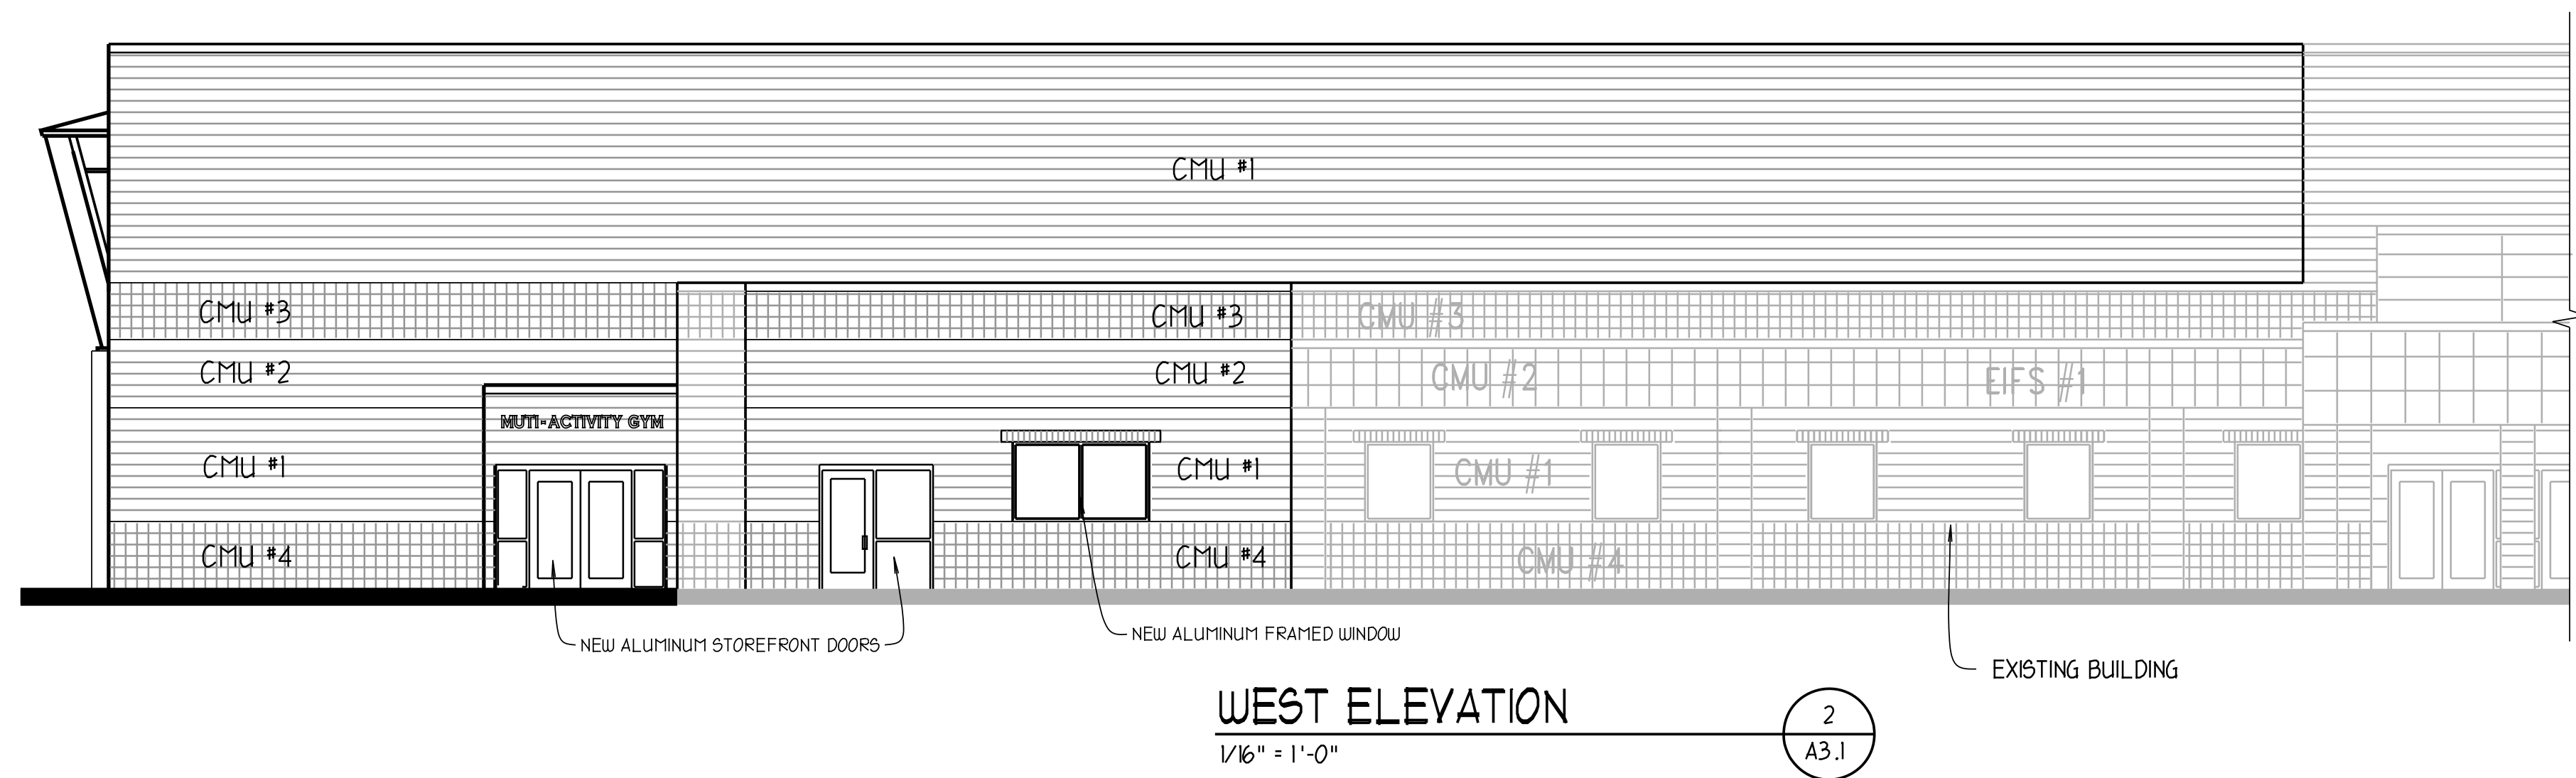 CMU #1
CMU #3
CMU #3
CMU #3
CMU #2
CMU #2
CMU #2
EIFS #1
MUTI-ACTIVITY GYM
CMU #1
CMU #1
CMU #1
CMU #4
CMU #4
CMU #4
NEW ALUMINUM STOREFRONT DOORS
NEW ALUMINUM FRAMED WINDOW
EXISTING BUILDING
WEST ELEVATION
1/16" = 1'-0"
2
A3.1